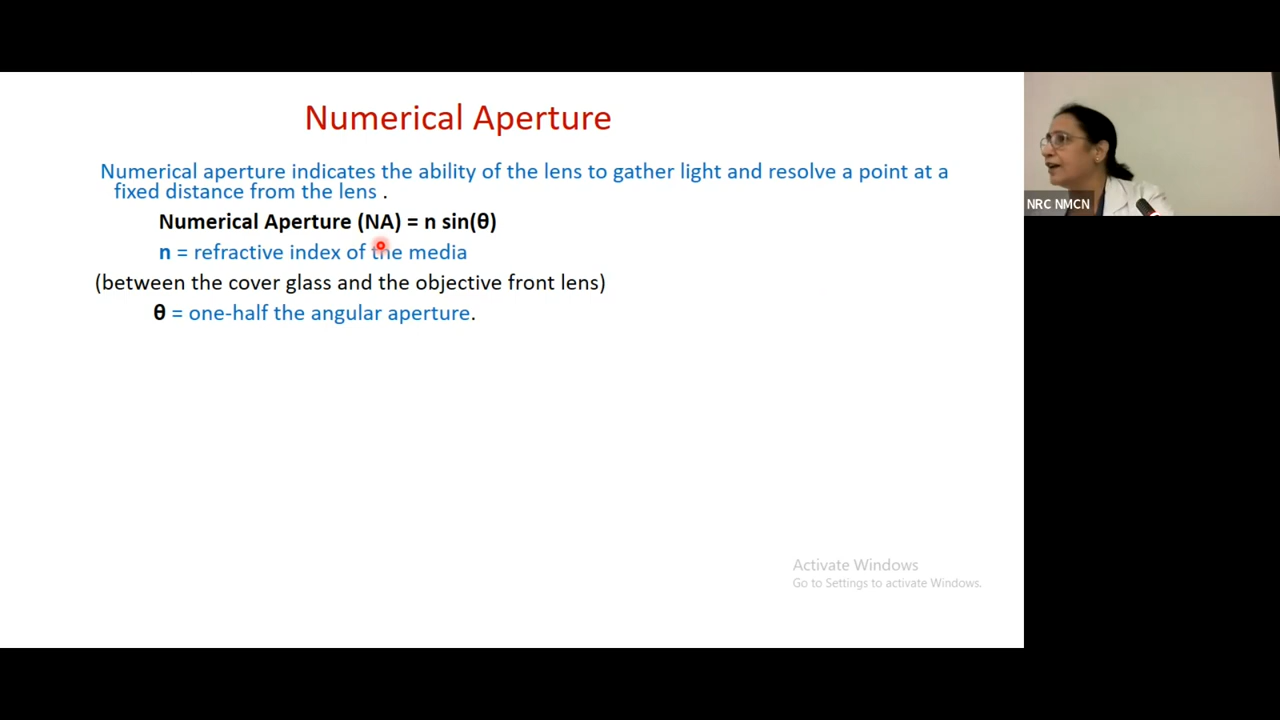 Numerical Aperture
Numerical aperture indicates the ability of the lens to gather light and resolve a point at a
fixed distance from the lens .
Numerical Aperture (NA) = n sin(θ)
n = refractive index of the media
(between the cover glass and the objective front lens)
θ = one-half the angular aperture.
NRC NMCN
Activate Windows
Go to Settings to activate Windows.